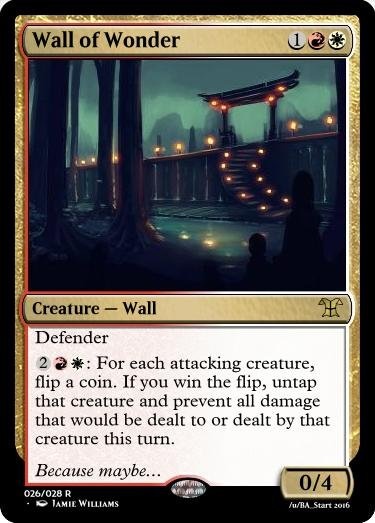 Wall of Wonder 1
Creature — Wall
Defender
2 : For each attacking creature,
flip a coin. If you win the flip, untap
that creature and prevent all damage
that would be dealt to or dealt by that
creature this turn.
Because maybe...
0/4
026/028 R
Jamie Williams
/u/BA_Start 2016